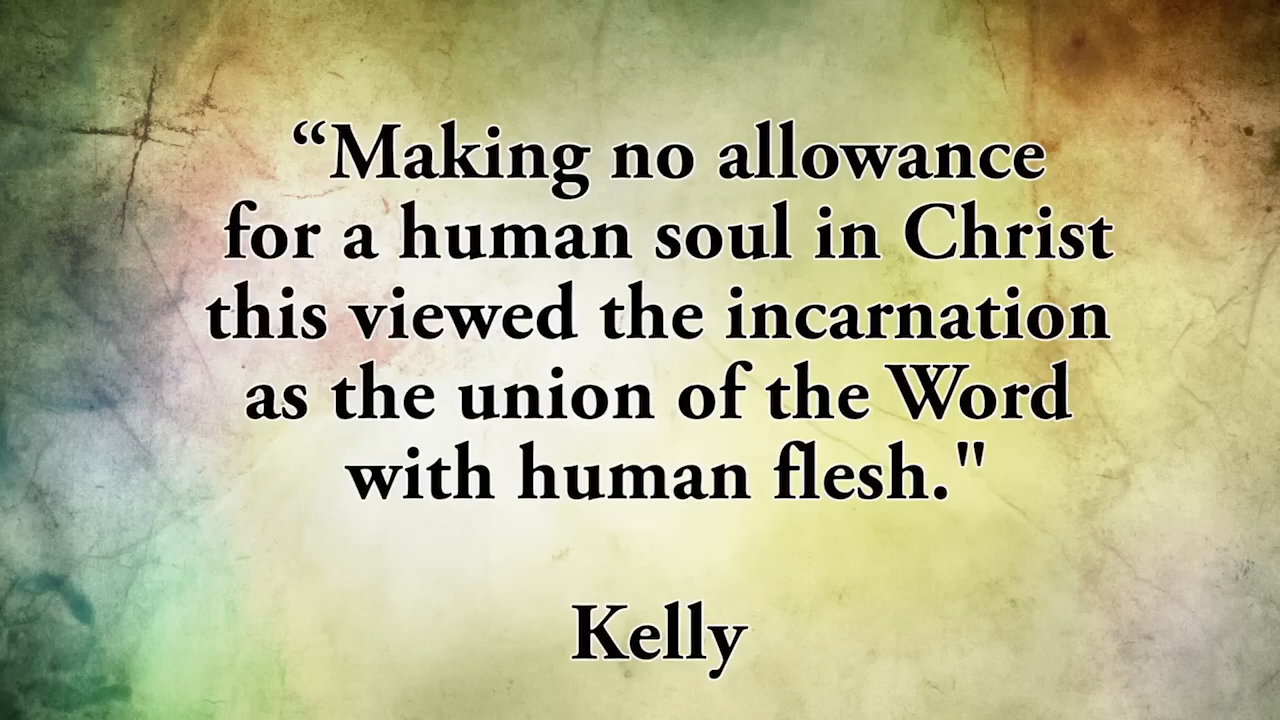 “Making no allowance
for a human soul in Christ
this viewed the incarnation
as the union of the Word
with human flesh."
Kelly